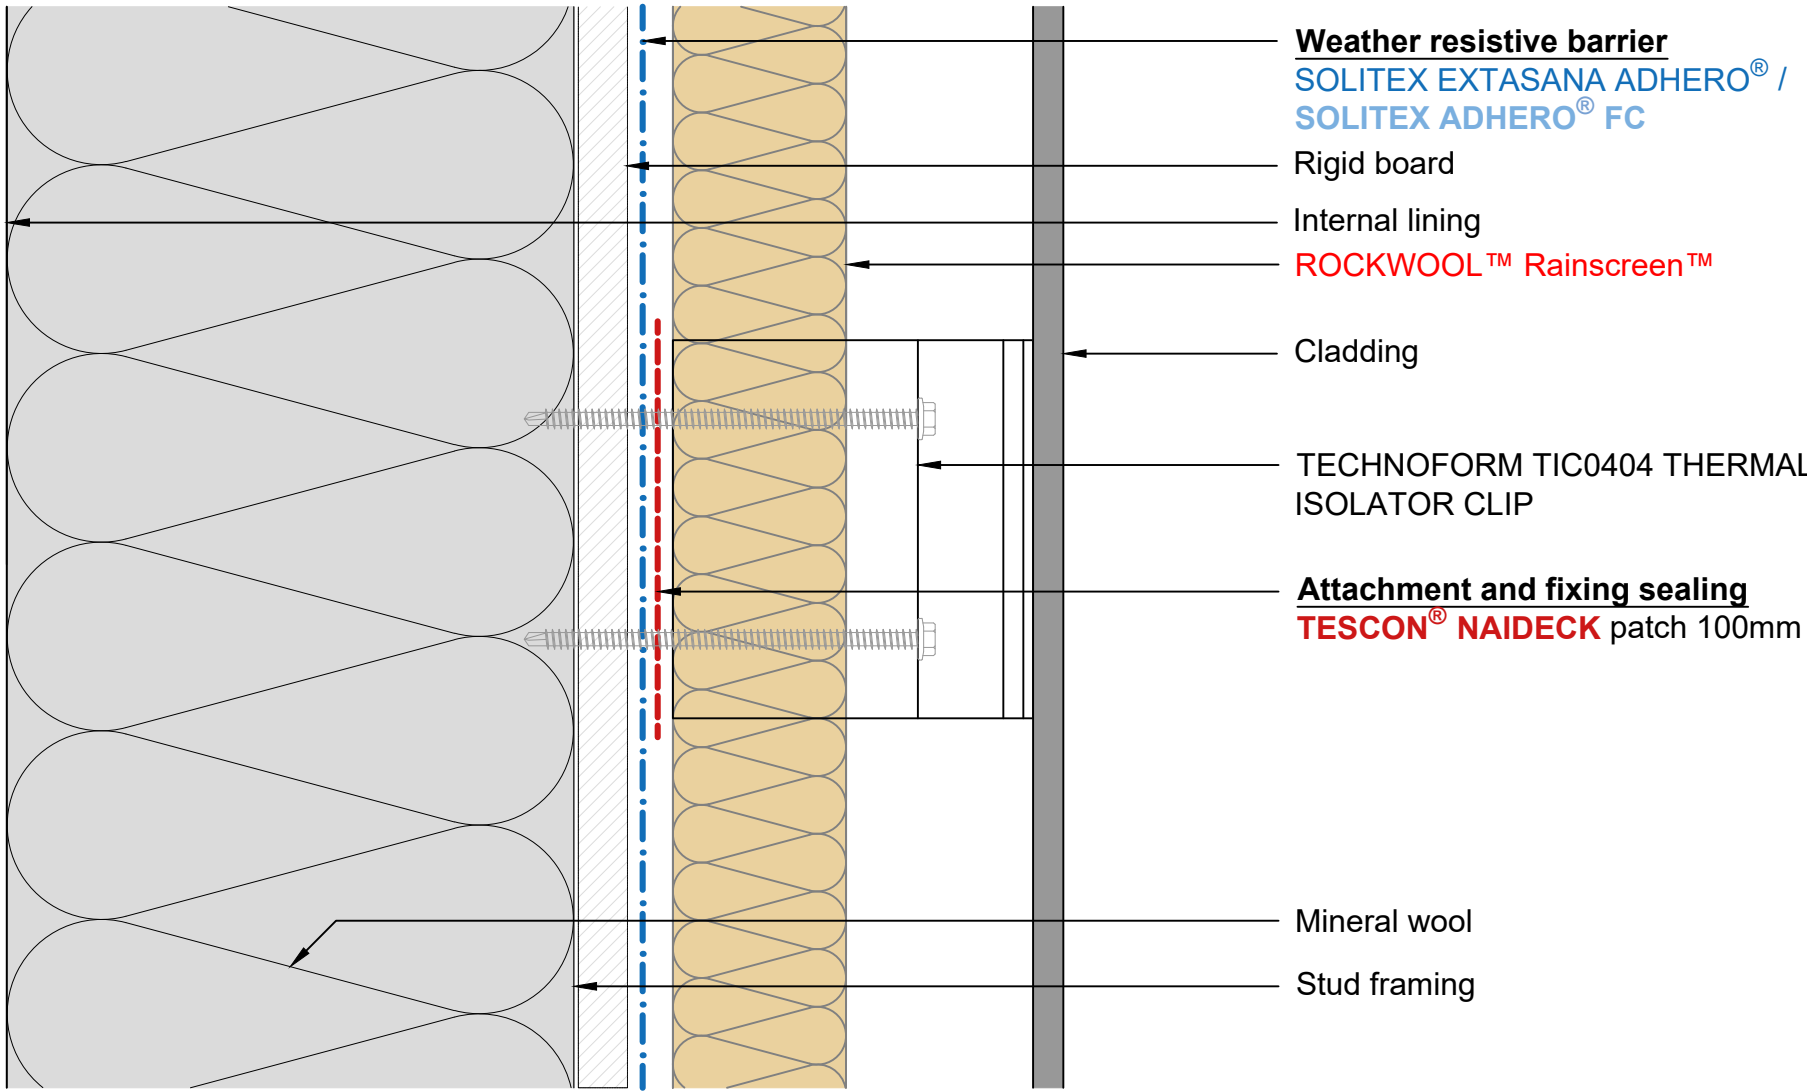 Weather resistive barrier
SOLITEX EXTASANA ADHERO® /
SOLITEX ADHERO® FC
Rigid board
Internal lining
ROCKWOOL™ Rainscreen™
Cladding
TECHNOFORM TIC0404 THERMAL
ISOLATOR CLIP
Attachment and fixing sealing
TESCON® NAIDECK patch 100mm
Mineral wool
Stud framing